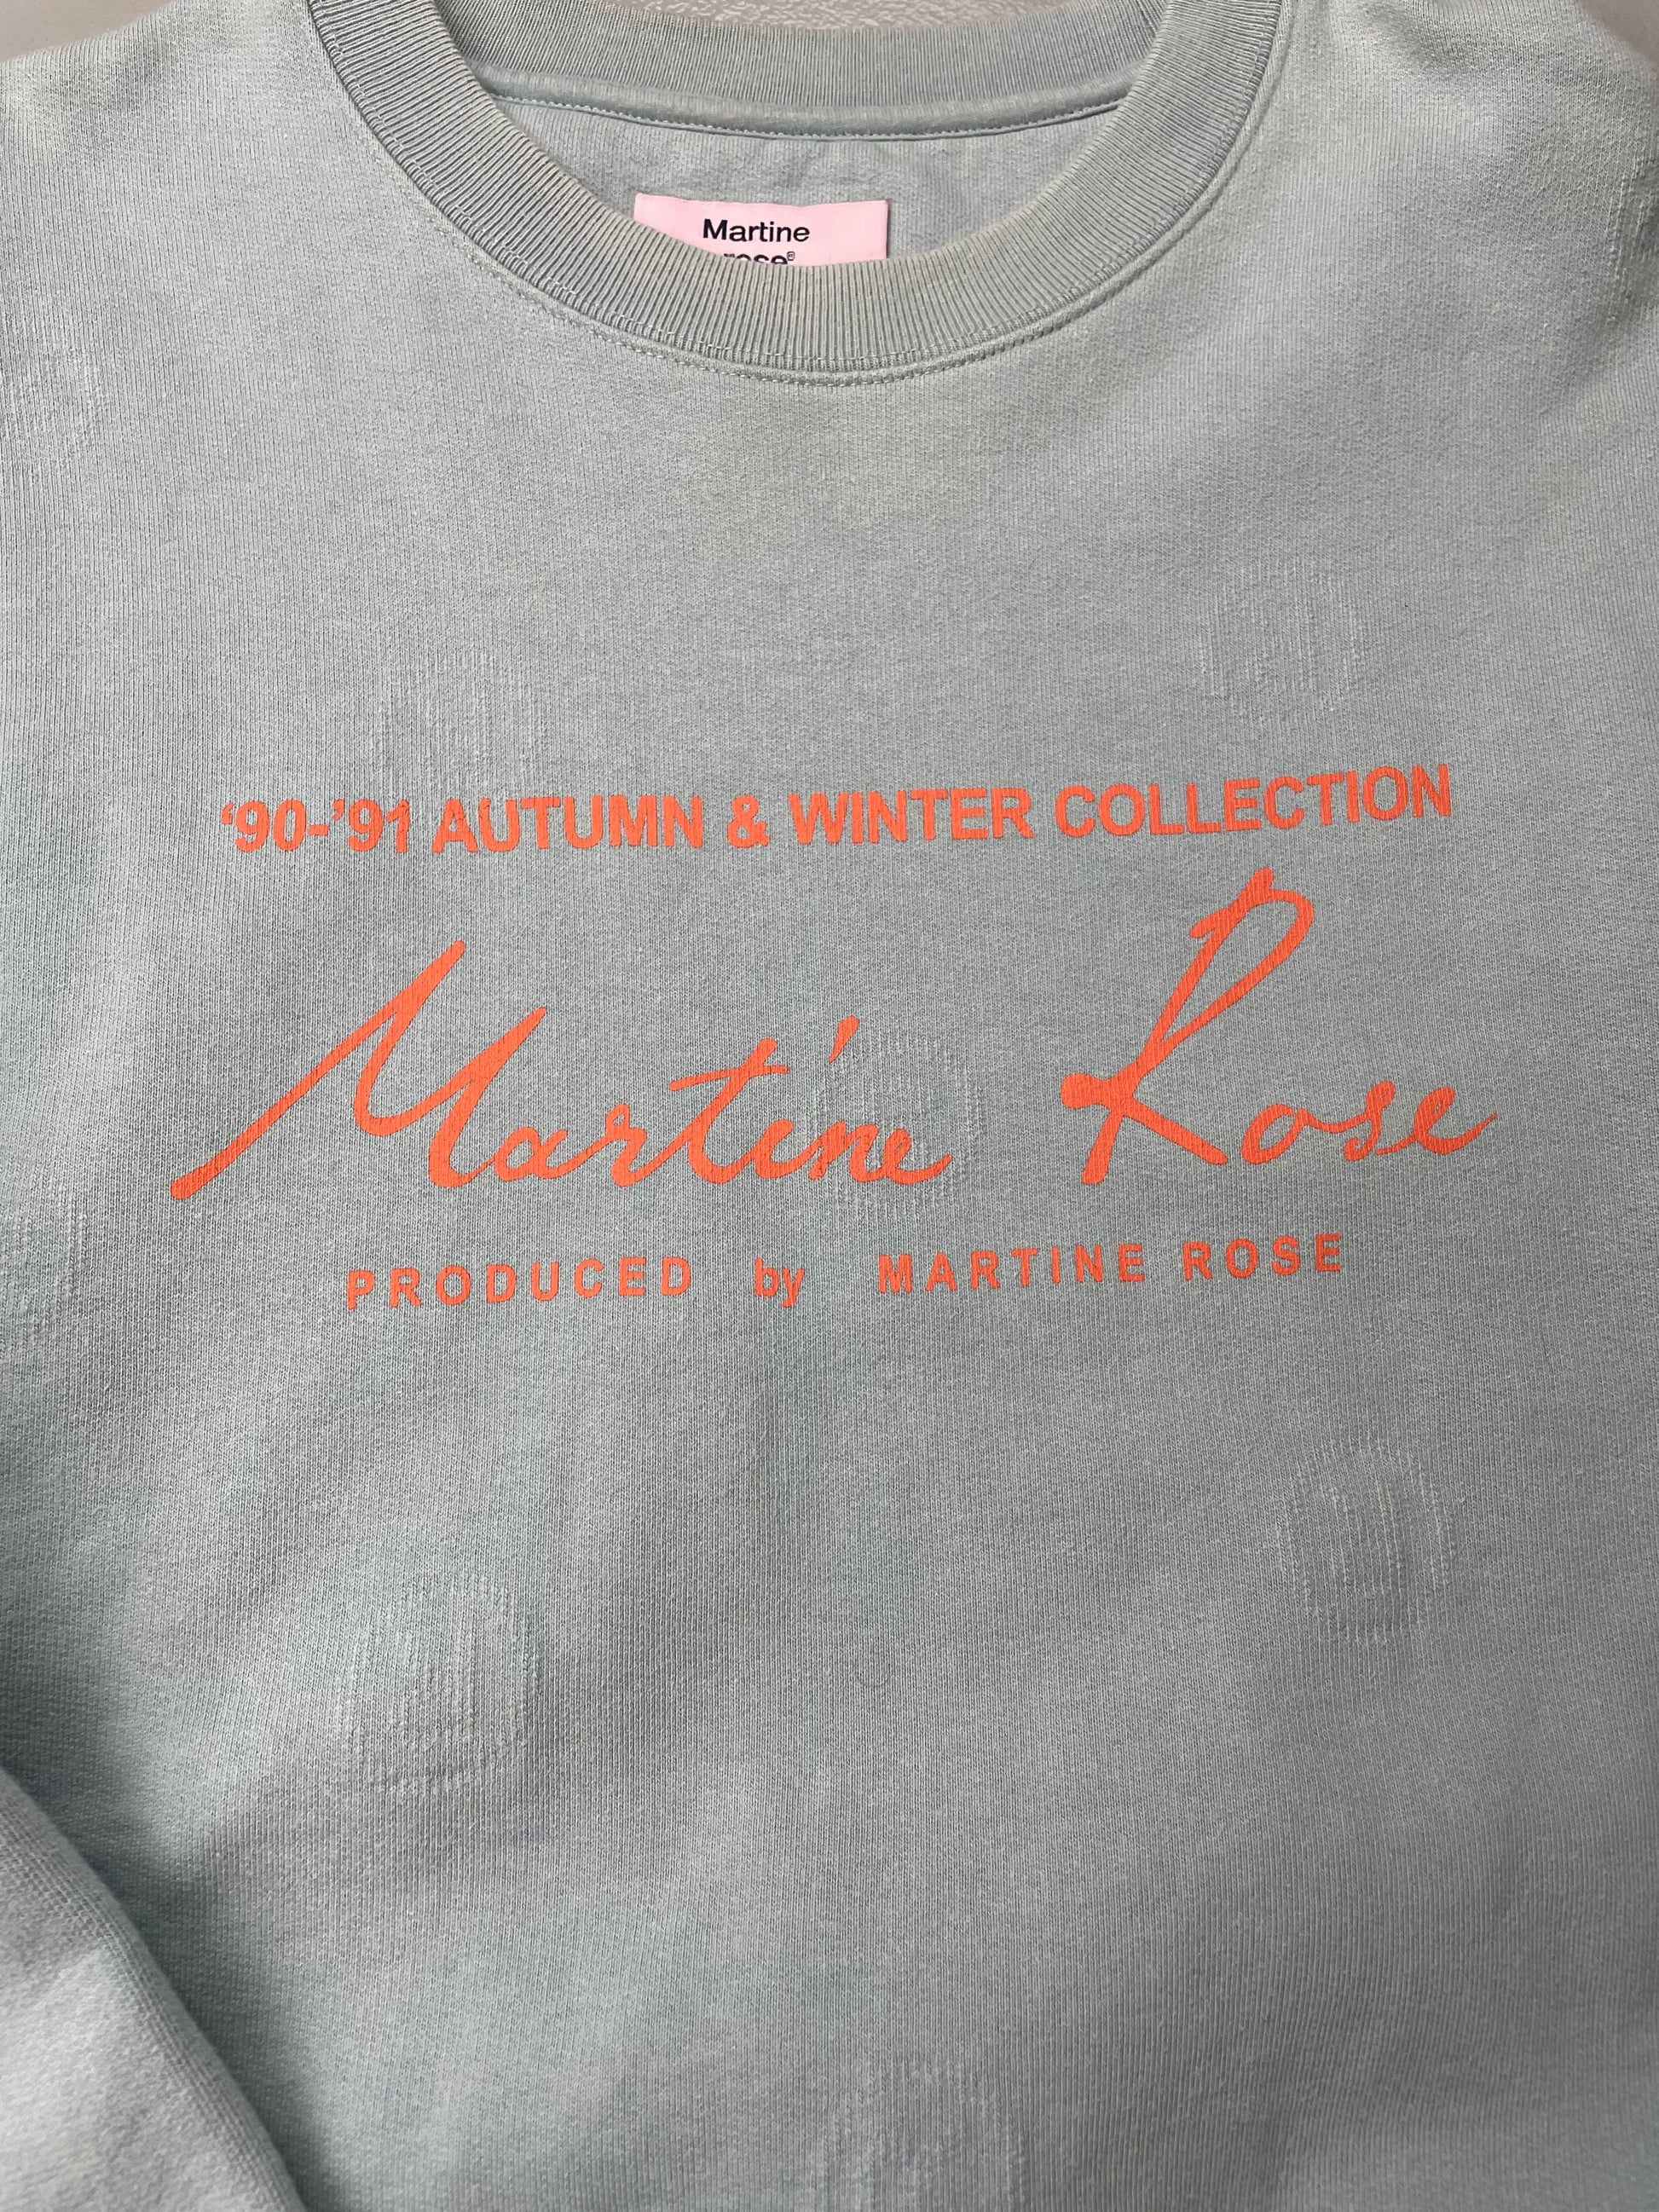 Martine
rose®
‘90-’91 AUTUMN & WINTER COLLECTION
Martine Rose
PRODUCED by MARTINE ROSE